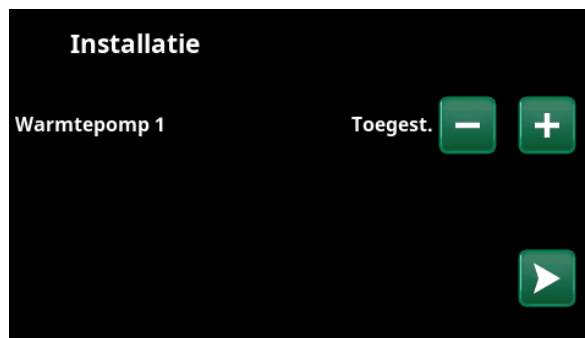 Installatie
Warmtepomp 1 Toegest. − +